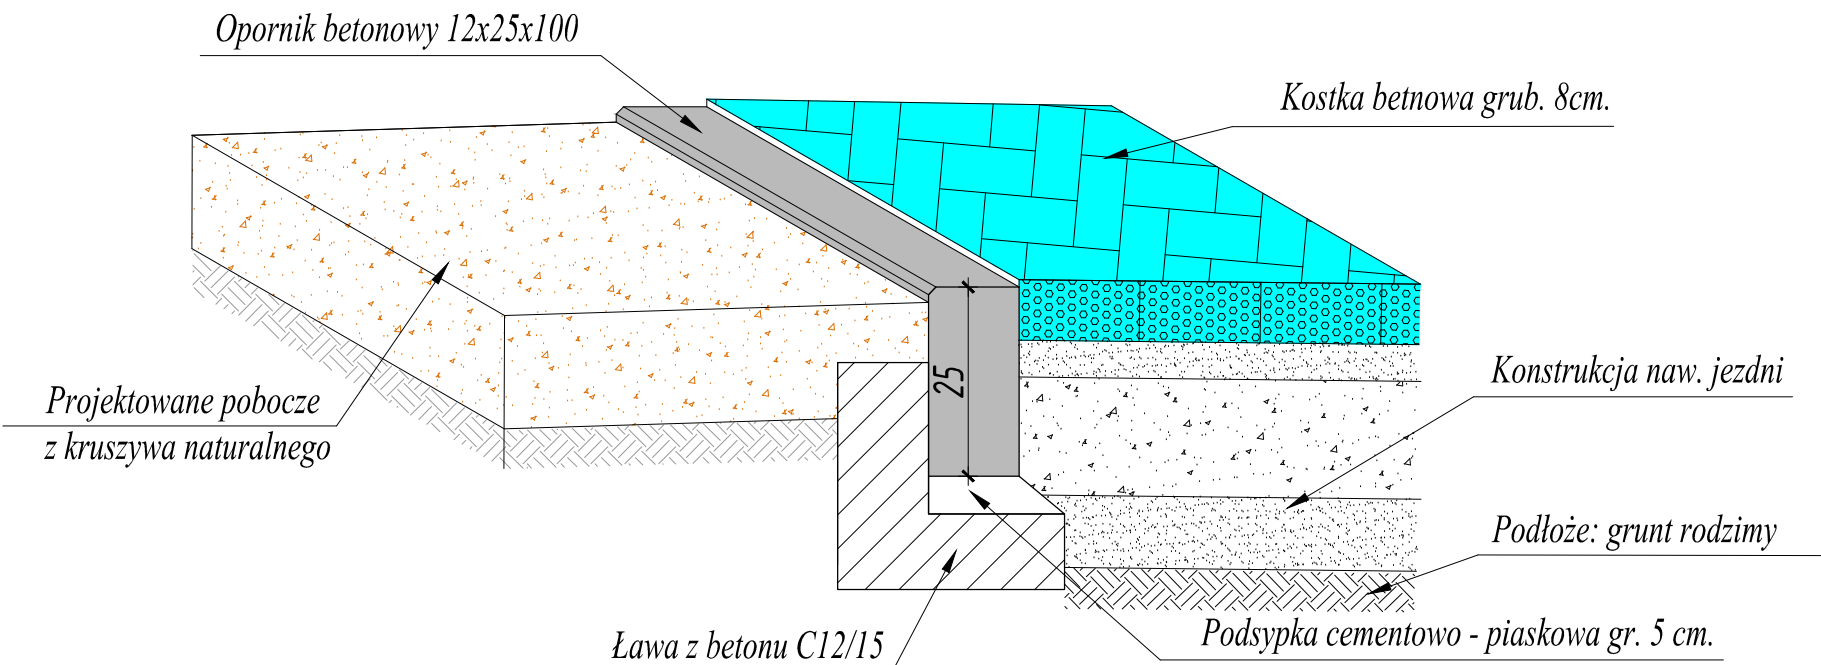 Opornik betonowy 12x25x100
Kostka betnowa grub. 8cm.
25
Konstrukcja naw. jezdni
Projektowane pobocze
z kruszywa naturalnego
Podłoże: grunt rodzimy
Podsypka cementowo - piaskowa gr. 5 cm.
Ława z betonu C12/15